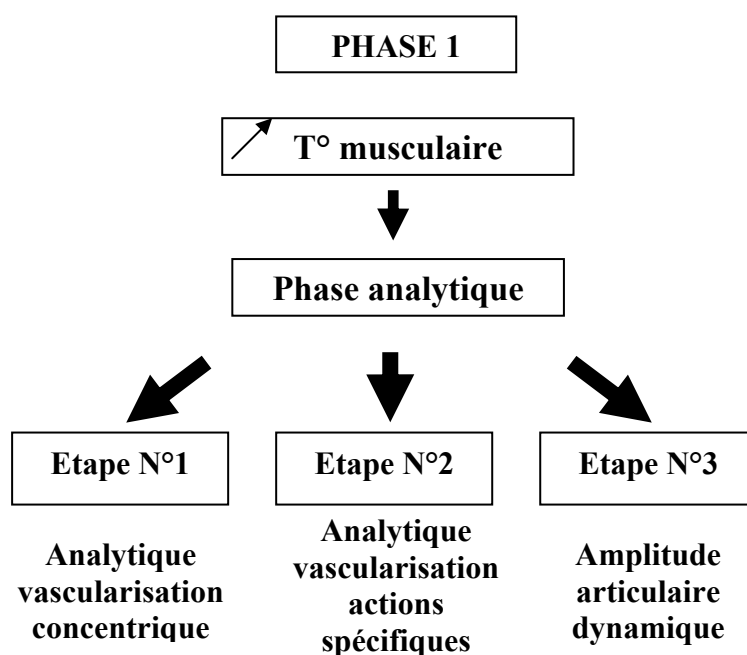 PHASE 1
T° musculaire
Phase analytique
Etape N°1
Etape N°2
Etape N°3
Analytique
vascularisation
concentrique
Analytique
vascularisation
actions
spécifiques
Amplitude
articulaire
dynamique